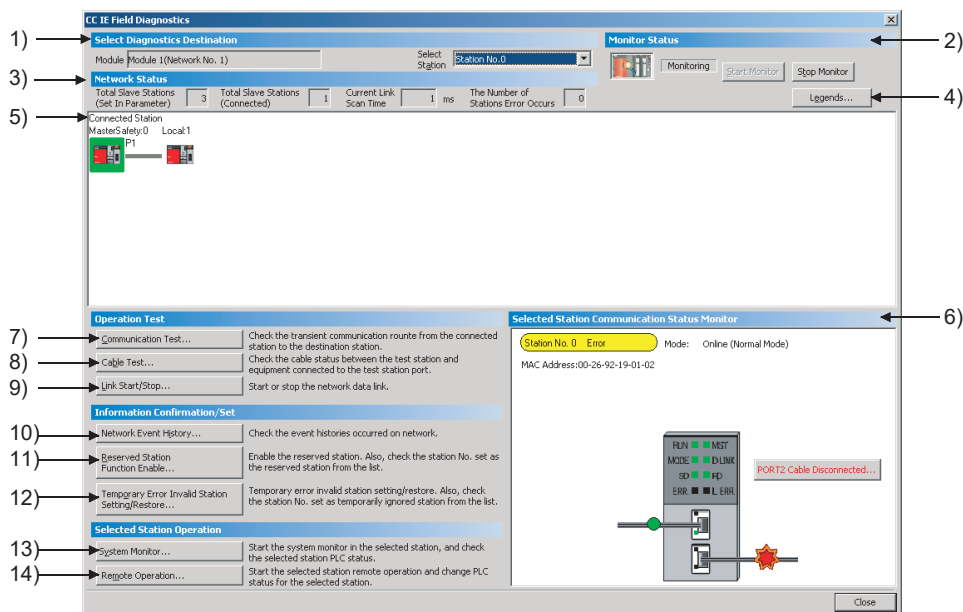 CC IE Field Diagnostics
1)
Select Diagnostics Destination
Module Module 1(Network No. 1)
Select Station
Station No.0
Monitor Status
2)
Monitoring
Start Monitor
Stop Monitor
3)
Network Status
Total Slave Stations (Set In Parameter)
3
Total Slave Stations (Connected)
1
Current Link Scan Time
1 ms
The Number of Stations Error Occurs
0
Legends...
4)
5)
Connected Station
MasterSafety:0 Local:1
P1
Operation Test
7)
Communication Test...
Check the transient communication rounte from the connected
station to the destination station.
8)
Cable Test...
Check the cable status between the test station and
equipment connected to the test station port.
9)
Link Start/Stop...
Start or stop the network data link.
Information Confirmation/Set
10)
Network Event History...
Check the event histories occurred on network.
11)
Reserved Station
Function Enable...
Enable the reserved station. Also, check the station No. set as
the reserved station from the list.
12)
Temporary Error Invalid Station
Setting/Restore...
Temporary error invalid station setting/restore. Also, check
the station No. set as temporarily ignored station from the list.
Selected Station Operation
13)
System Monitor...
Start the system monitor in the selected station, and check
the selected station PLC status.
14)
Remote Operation...
Start the selected station remote operation and change PLC
status for the selected station.
Selected Station Communication Status Monitor
6)
Station No. 0 Error
Mode: Online (Normal Mode)
MAC Address:00-26-92-19-01-02
RUN MST
MODE D LINK
SD RD
ERR. L ERR.
PORT2 Cable Disconnected...
Close